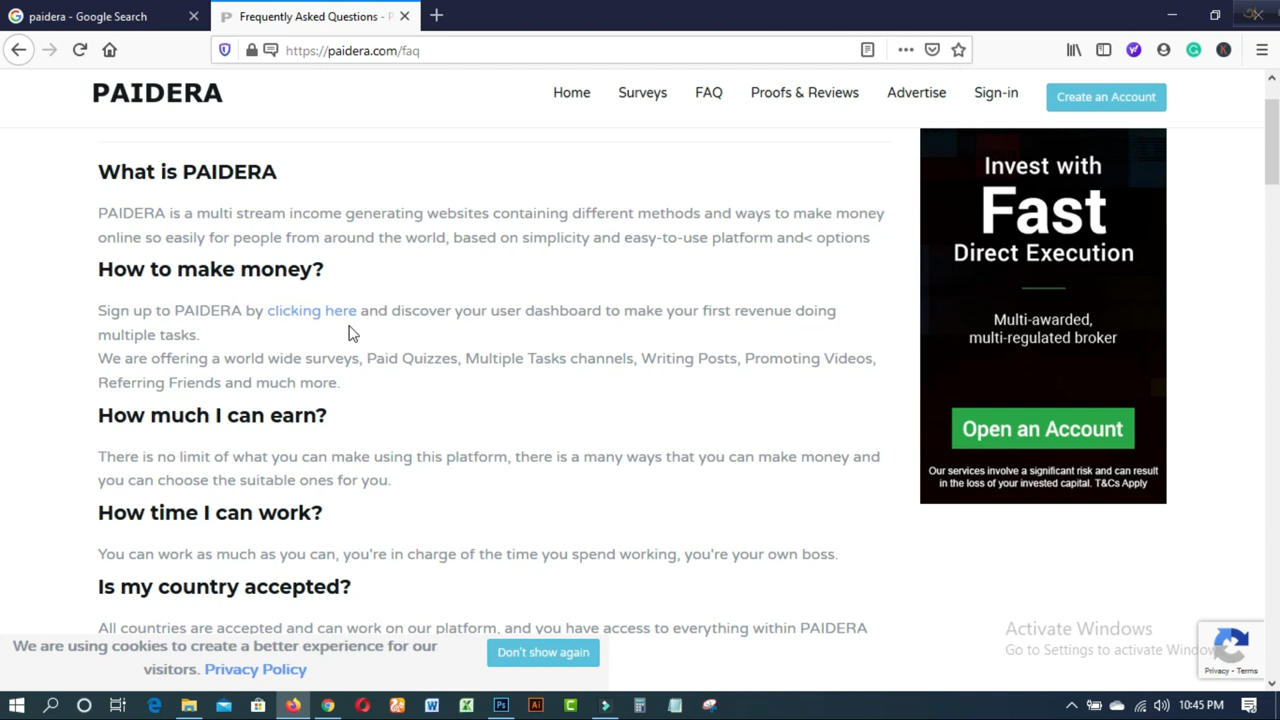 paidera - Google Search
Frequently Asked Questions - P
https://paidera.com/faq
PAIDERA
Home
Surveys
FAQ
Proofs & Reviews
Advertise
Sign-in
Create an Account
What is PAIDERA
PAIDERA is a multi stream income generating websites containing different methods and ways to make money
online so easily for people from around the world, based on simplicity and easy-to-use platform and< options
How to make money?
Sign up to PAIDERA by clicking here and discover your user dashboard to make your first revenue doing
multiple tasks.
We are offering a world wide surveys, Paid Quizzes, Multiple Tasks channels, Writing Posts, Promoting Videos,
Referring Friends and much more.
How much I can earn?
There is no limit of what you can make using this platform, there is a many ways that you can make money and
you can choose the suitable ones for you.
How time I can work?
You can work as much as you can, you're in charge of the time you spend working, you're your own boss.
Is my country accepted?
All countries are accepted and can work on our platform, and you have access to everything within PAIDERA
Invest with
Fast
Direct Execution
Multi-awarded,
multi-regulated broker
Open an Account
Our services involve a significant risk and can result
in the loss of your invested capital. T&Cs Apply
We are using cookies to create a better experience for our
visitors. Privacy Policy
Don't show again
Activate Windows
Go to Settings to activate Windows
Privacy - Terms
10:45 PM